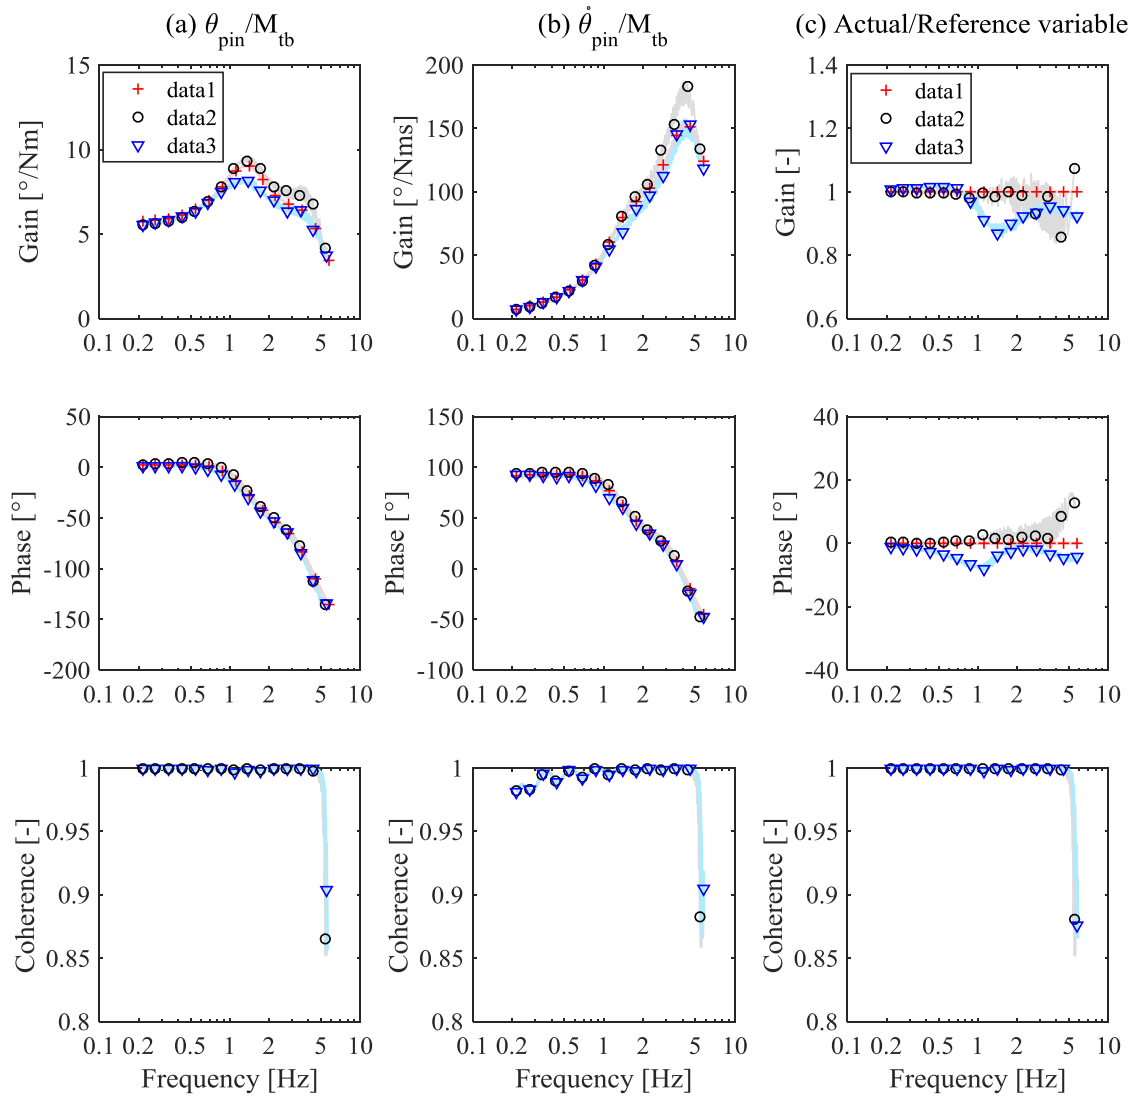 (a) θpin/Mtb
(b) θ̊pin/Mtb
(c) Actual/Reference variable
15
10
5
0
Gain [°/Nm]
data1
data2
data3
0.1 0.2 0.5 1 2 5 10
200
150
100
50
0
Gain [°/Nms]
0.1 0.2 0.5 1 2 5 10
1.4
1.2
1
0.8
0.6
Gain [-]
data1
data2
data3
0.1 0.2 0.5 1 2 5 10
50
0
-50
-100
-150
-200
Phase [°]
0.1 0.2 0.5 1 2 5 10
150
100
50
0
-50
-100
Phase [°]
0.1 0.2 0.5 1 2 5 10
40
20
0
-20
-40
Phase [°]
0.1 0.2 0.5 1 2 5 10
1
0.95
0.9
0.85
0.8
Coherence [-]
0.1 0.2 0.5 1 2 5 10
Frequency [Hz]
1
0.95
0.9
0.85
0.8
Coherence [-]
0.1 0.2 0.5 1 2 5 10
Frequency [Hz]
1
0.95
0.9
0.85
0.8
Coherence [-]
0.1 0.2 0.5 1 2 5 10
Frequency [Hz]